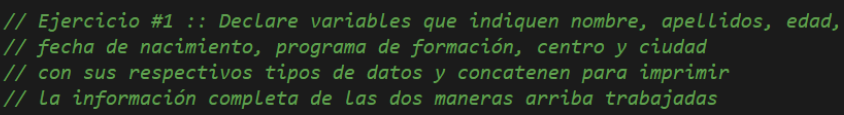 // Ejercicio #1 :: Declare variables que indiquen nombre, apellidos, edad,
// fecha de nacimiento, programa de formación, centro y ciudad
// con sus respectivos tipos de datos y concatenen para imprimir
// la información completa de las dos maneras arriba trabajadas